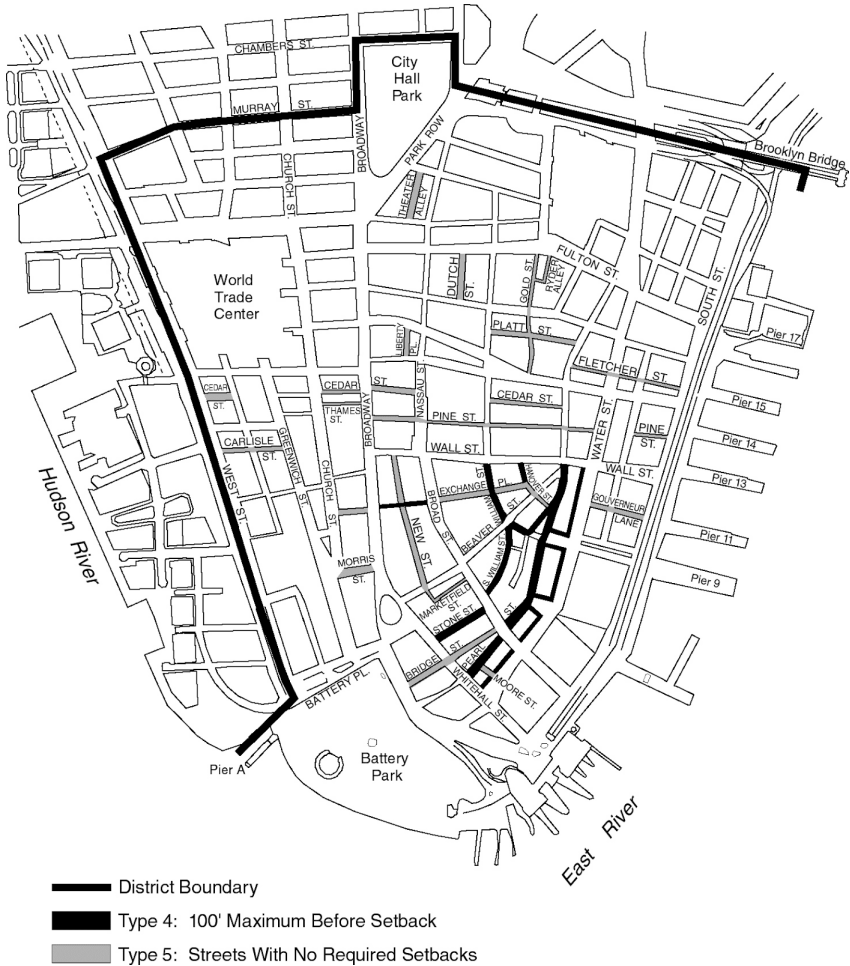 CHAMBERS ST.
City
Hall
Park
MURRAY ST.
BROADWAY
PARK ROW
Brooklyn Bridge
CHURCH ST.
THEATER
ALLEY
FULTON ST.
DUTCH
ST.
GOLD ST.
RYDER
ALLEY
SOUTH ST.
World
Trade
Center
PLATT ST.
LIBERTY
PL.
Pier 17
FLETCHER ST.
NASSAU ST.
CEDAR
ST.
CEDAR ST.
THAMES
ST.
BROADWAY
CEDAR ST.
Pier 15
PINE ST.
WATER ST.
PINE
ST.
Pier 14
CARLISLE
ST.
GREENWICH ST.
WALL ST.
WALL ST.
WEST ST.
CHURCH ST.
Pier 13
EXCHANGE PL.
HANOVER ST.
WILLIAM ST.
GOUVERNEUR
LANE
Hudson River
BROAD ST.
NEW ST.
BEAVER ST.
Pier 11
MORRIS
ST.
S. WILLIAM ST.
Pier 9
MARKETFIELD
ST.
STONE ST.
BRIDGE ST.
PEARL ST.
MOORE ST.
WHITEHALL ST.
BATTERY PL.
Pier A
Battery
Park
East River
District Boundary
Type 4: 100' Maximum Before Setback
Type 5: Streets With No Required Setbacks